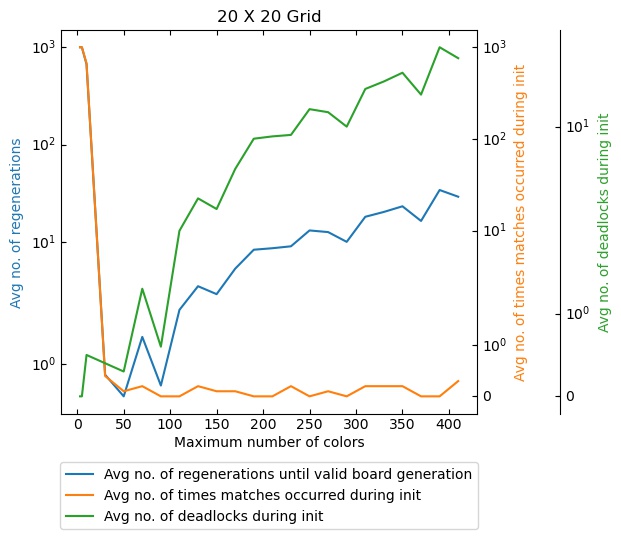 20 X 20 Grid
Avg no. of regenerations
10³
10²
10¹
10⁰
0 50 100 150 200 250 300 350 400
Maximum number of colors
10³
10²
10¹
10⁰
0
Avg no. of times matches occurred during init
10¹
10⁰
0
Avg no. of deadlocks during init
Avg no. of regenerations until valid board generation
Avg no. of times matches occurred during init
Avg no. of deadlocks during init